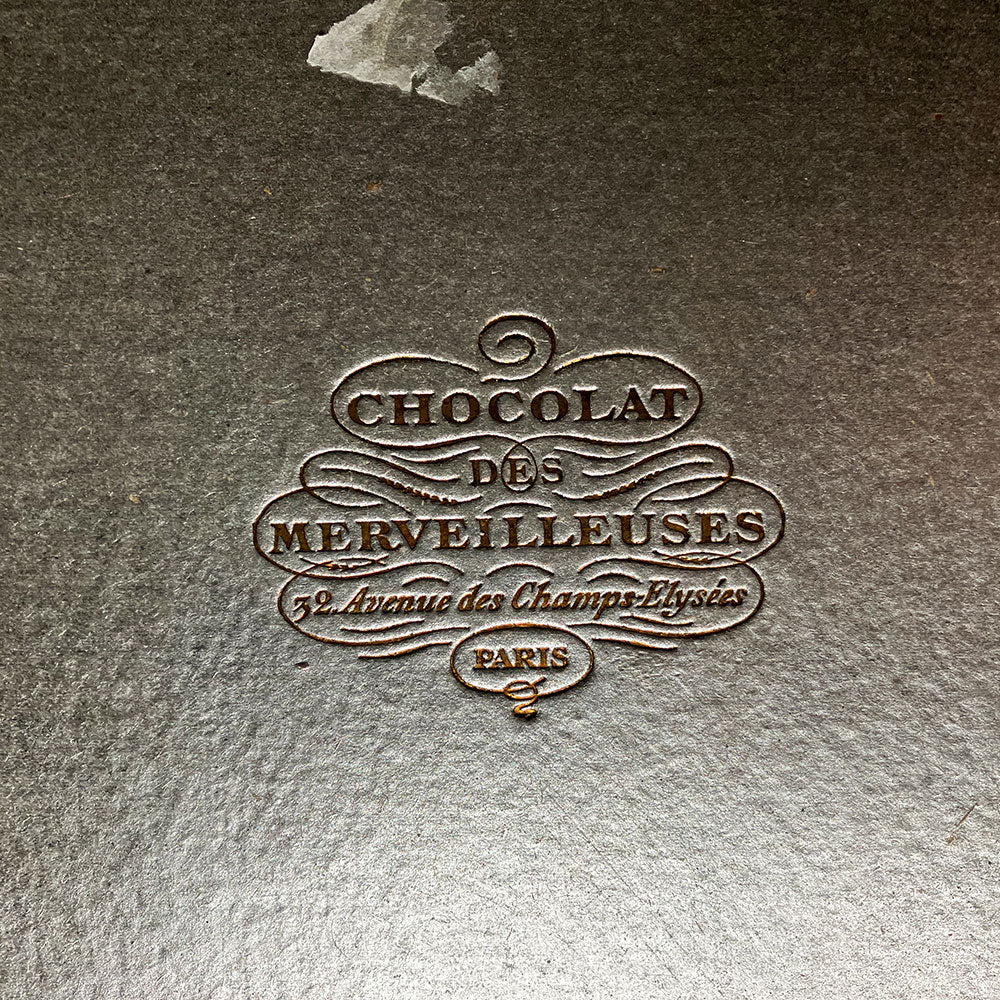 CHOCOLAT
DES
MERVEILLEUSES
32. Avenue des Champs-Elysées
PARIS